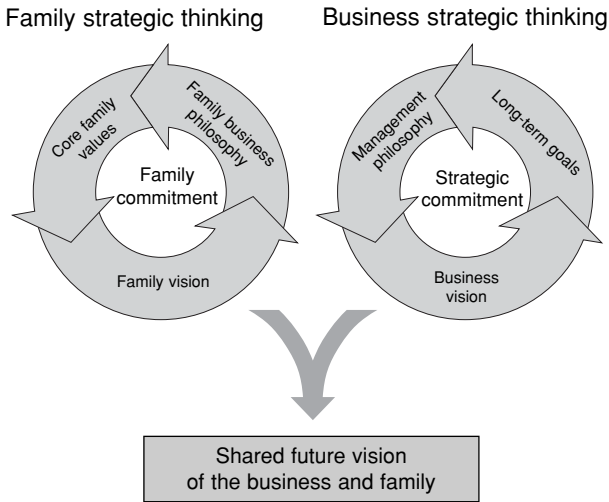 Family strategic thinking
Business strategic thinking
Core family
values
Family business
philosophy
Family
commitment
Family vision
Management
philosophy
Long-term goals
Strategic
commitment
Business
vision
Shared future vision
of the business and family